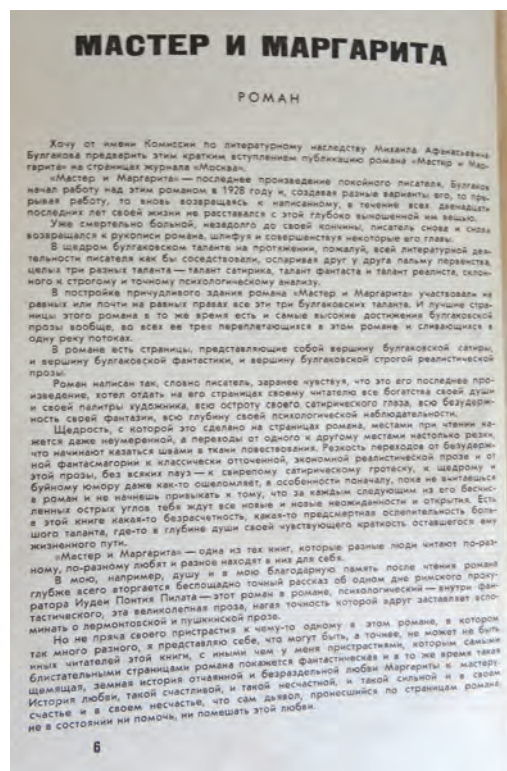 МАСТЕР И МАРГАРИТА
РОМАН
Хочу от имени Комиссии по литературному наследству Михаила Афанасьевича
Булгакова предварить этим кратким вступлением публикацию романа «Мастер и Мар-
гарита» на страницах журнала «Москва».
«Мастер и Маргарита» — последнее произведение покойного писателя. Булгаков
начал работу над этим романом в 1928 году и, создавая разные варианты его, то пре-
рывая работу, то вновь возвращаясь к написанному, в течение всех двенадцати
последних лет своей жизни не расставался с этой глубоко выношенной им вещью.
Уже смертельно больной, незадолго до своей кончины, писатель снова и снова
возвращался к рукописи романа, шлифуя и совершенствуя некоторые его главы.
В щедром булгаковском таланте на протяжении, пожалуй, всей литературной дея-
тельности писателя как бы соседствовали, оспаривая друг у друга пальму первенства,
целых три разных таланта — талант сатирика, талант фантаста и талант реалиста, склон-
ного к строгому и точному психологическому анализу.
В постройке причудливого здания романа «Мастер и Маргарита» участвовали на
равных или почти на равных правах все эти три булгаковских таланта. И лучшие стра-
ницы этого романа в то же время есть и самые высокие достижения булгаковской
прозы вообще, во всех ее трех переплетающихся в этом романе и сливающихся в
одну реку потоках.
В романе есть страницы, представляющие собой вершину булгаковской сатиры,
и вершину булгаковской фантастики, и вершину булгаковской строгой реалистической
прозы.
Роман написан так, словно писатель, заранее чувствуя, что это его последнее про-
изведение, хотел отдать на его страницах своему читателю все богатства своей души
и своей палитры художника, всю остроту своего сатирического глаза, всю безудерж-
ность своей фантазии, всю глубину своей психологической наблюдательности.
Щедрость, с которой это сделано на страницах романа, местами при чтении ка-
жется даже неумеренной, а переходы от одного к другому местами настолько резки,
что начинают казаться швами в ткани повествования. Резкость переходов от безудерж-
ной фантасмагории к классически отточенной, экономной реалистической прозе и от
этой прозы, без всяких пауз — к свирепому сатирическому гротеску, к щедрому и
буйному юмору даже как-то ошеломляет, в особенности поначалу, пока не вчитаешься
в роман и не начнешь привыкать к тому, что за каждым следующим из его бесчис-
ленных острых углов тебя ждут все новые и новые неожиданности и открытия. Есть
в этой книге какая-то безрасчетность, какая-то предсмертная ослепительность боль-
шого таланта, где-то в глубине души своей чувствующего краткость оставшегося ему
жизненного пути.
«Мастер и Маргарита» — одна из тех книг, которые разные люди читают по-раз-
ному, по-разному любят и разное находят в них для себя.
В мою, например, душу и в мою благодарную память после чтения романа
глубже всего вторгается беспощадно точный рассказ об одном дне римского проку-
ратора Иудеи Понтия Пилата — этот роман в романе, психологический — внутри фан-
тастического, эта великолепная проза, нагая точность которой вдруг заставляет вспо-
минать о лермонтовской и пушкинской прозе.
Но не пряча своего пристрастия к чему-то одному в этом романе, в котором
так много разного, я представляю себе, что могут быть, а точнее, не может не быть
иных читателей этой книги, с иными чем у меня пристрастиями, которым самыми
блистательными страницами романа покажется фантастическая и в то же время такая
щемящая, земная история отчаянной и безраздельной любви Маргариты к мастеру.
История любви, такой счастливой, и такой несчастной, и такой сильной и в своем
счастье и в своем несчастье, что сам дьявол, пронесшийся по страницам романа,
не в состоянии ни помочь, ни помешать этой любви.
6